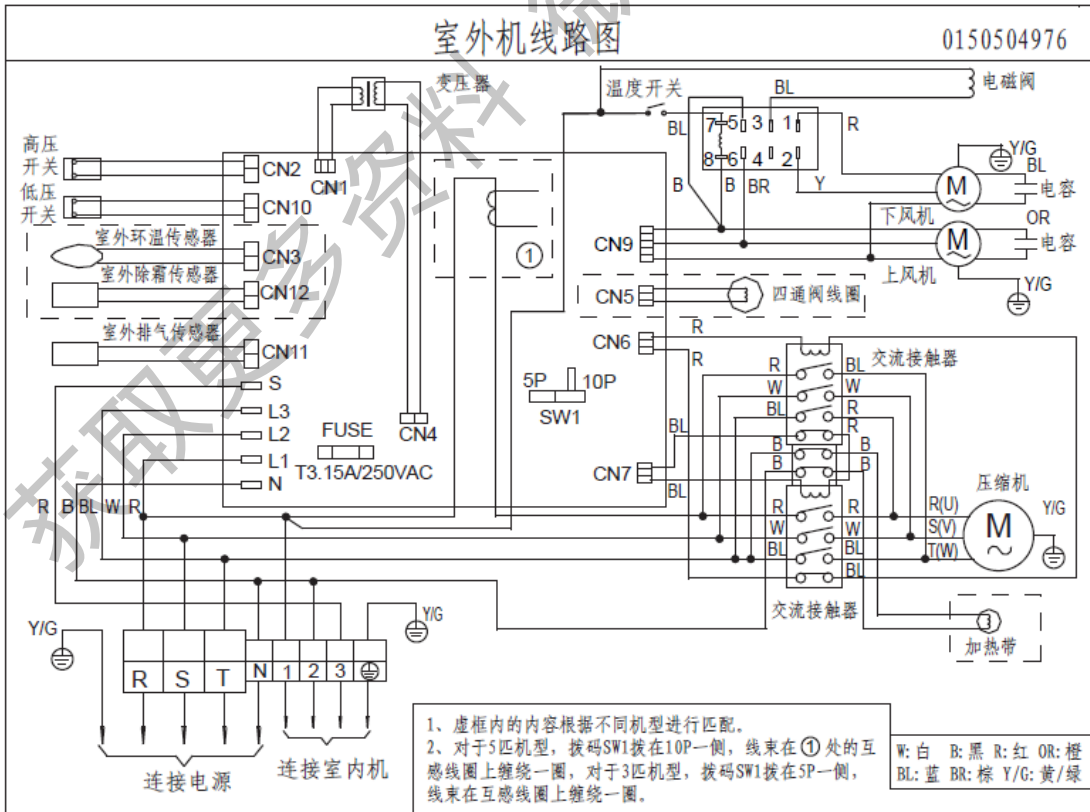 室外机线路图
0150504976
变压器
温度开关
BL
电磁阀
高压
开关
CN2
CN1
低压
开关
CN10
BL
7 5 3 1
8 6 4 2
R
Y/G
BL
电容
M
B
B
BR
Y
下风机
OR
电容
M
上风机
Y/G
CN9
室外环温传感器
CN3
室外除霜传感器
CN12
①
CN5
四通阀线圈
室外排气传感器
CN11
CN6
R
R
交流接触器
S
L3
L2
L1
N
5P
10P
SW1
FUSE
T3.15A/250VAC
CN4
R
BL
W
W
BL
R
R
BL
B
B
B
B
CN7
BL
压缩机
R
R
R(U)
W
W
S(V)
BL
BL
T(W)
BL
M
Y/G
R
B
BL
W
R
交流接触器
加热带
Y/G
Y/G
R
S
T
N
1
2
3
连接电源
连接室内机
1、虚框内的内容根据不同机型进行匹配。
2、对于5匹机型，拨码SW1拨在10P一侧，线束在①处的互
感线圈上缠绕一圈，对于3匹机型，拨码SW1拨在5P一侧，
线束在互感线圈上缠绕一圈。
W:白 B:黑 R:红 OR:橙
BL:蓝 BR:棕 Y/G:黄/绿
获取更多资料